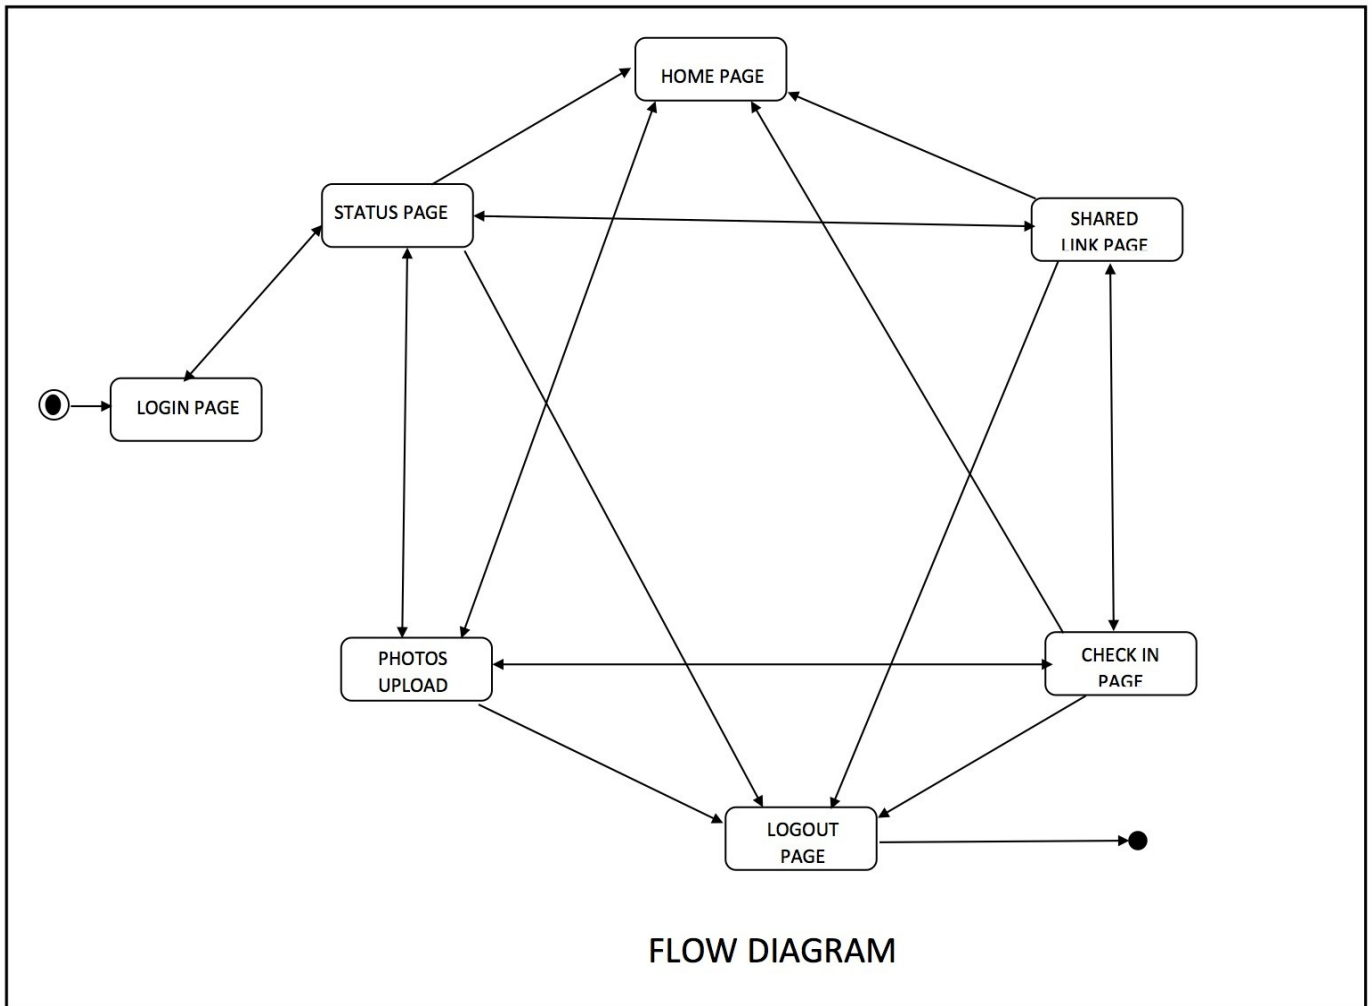 HOME PAGE
STATUS PAGE
SHARED
LINK PAGE
LOGIN PAGE
PHOTOS
UPLOAD
CHECK IN
PAGE
LOGOUT
PAGE
FLOW DIAGRAM